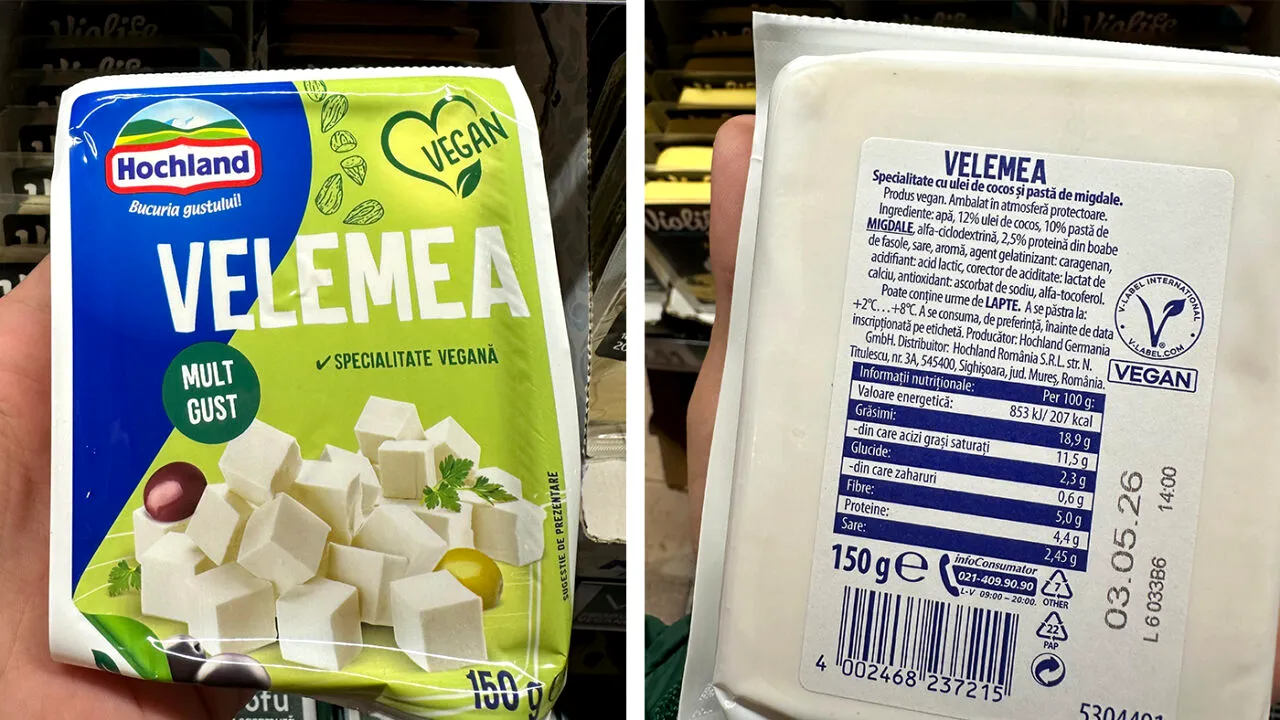 Violife
Violife
Hochland
Bucuria gustului!
VEGAN
VELEMEA
✓SPECIALITATE VEGANĂ
MULT
GUST
SUGESTIE DE PREZENTARE
150 g
ofu
Violife
VELEMEA
Specialitate cu ulei de cocos și pastă de migdale.
Produs vegan. Ambalat în atmosferă protectoare.
Ingrediente: apă, 12% ulei de cocos, 10% pastă de
MIGDALE, alfa-ciclodextrină, 2,5% proteină din boabe
de fasole, sare, aromă, agent gelatinizant: caragenan,
acidifiant: acid lactic, corector de aciditate: lactat de
calciu, antioxidant: ascorbat de sodiu, alfa-tocoferol.
Poate conține urme de LAPTE. A se păstra la:
+2°C...+8°C. A se consuma, de preferință, înainte de data
inscripționată pe etichetă. Producător: Hochland Germania
GmbH. Distribuitor: Hochland România S.R.L. str. N.
Titulescu, nr. 3A, 545400, Sighișoara, jud. Mureș, România.
V-LABEL INTERNATIONAL
V-LABEL.COM
VEGAN
Informații nutriționale: Per 100 g:
Valoare energetică: 853 kJ/ 207 kcal
Grăsimi: 18,9 g
-din care acizi grași saturați 11,5 g
Glucide: 2,3 g
-din care zaharuri 0,6 g
Fibre: 5,0 g
Proteine: 4,4 g
Sare: 2,45 g
150 g e
infoConsumator
021-409.90.90
L-V 09:00 – 20:00.
7
OTHER
22
PAP
03.05.26
L6033B6 14:00
4 002468 237215
5304401